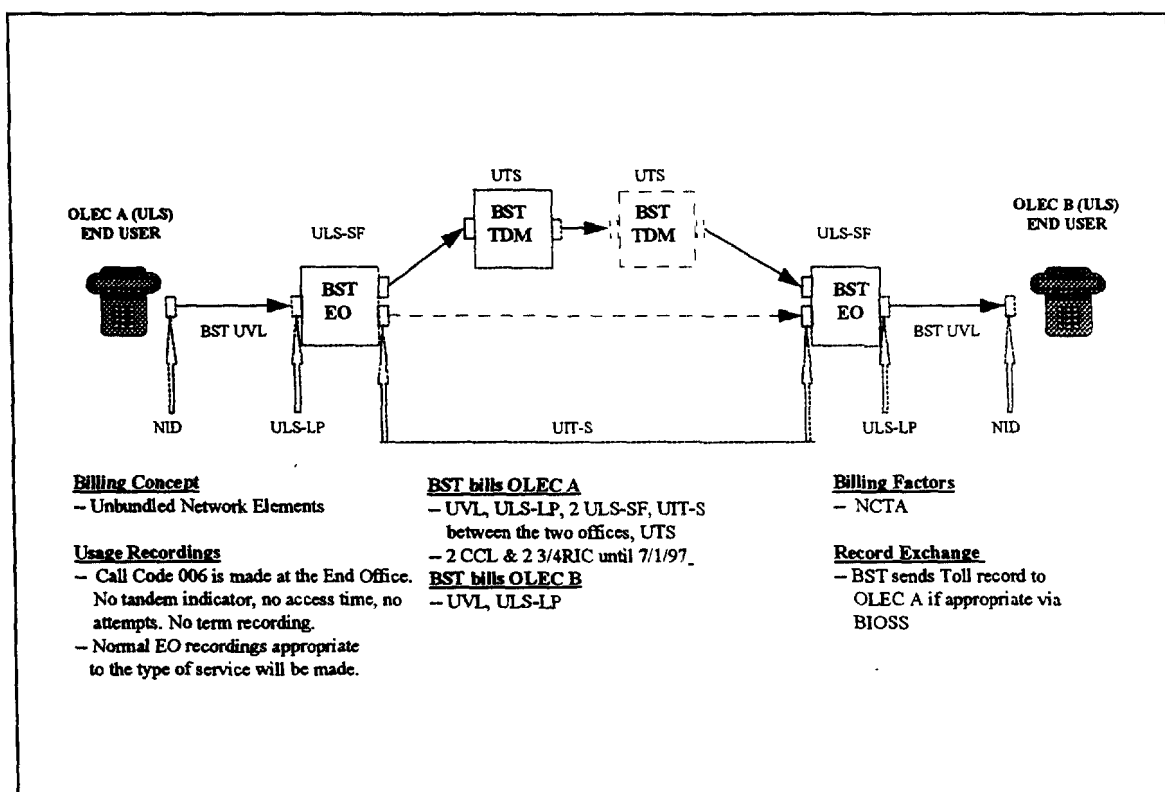 UTS
UTS
OLEC A (ULS)
END USER
ULS-SF
BST
TDM
BST
TDM
ULS-SF
OLEC B (ULS)
END USER
BST
EO
BST
EO
BST UVL
BST UVL
NID
ULS-LP
UIT-S
ULS-LP
NID
Billing Concept
– Unbundled Network Elements
Usage Recordings
– Call Code 006 is made at the End Office.
No tandem indicator, no access time, no
attempts. No term recording.
– Normal EO recordings appropriate
to the type of service will be made.
BST bills OLEC A
– UVL, ULS-LP, 2 ULS-SF, UIT-S
between the two offices, UTS
– 2 CCL & 2 3/4RIC until 7/1/97
BST bills OLEC B
– UVL, ULS-LP
Billing Factors
– NCTA
Record Exchange
– BST sends Toll record to
OLEC A if appropriate via
BIOSS